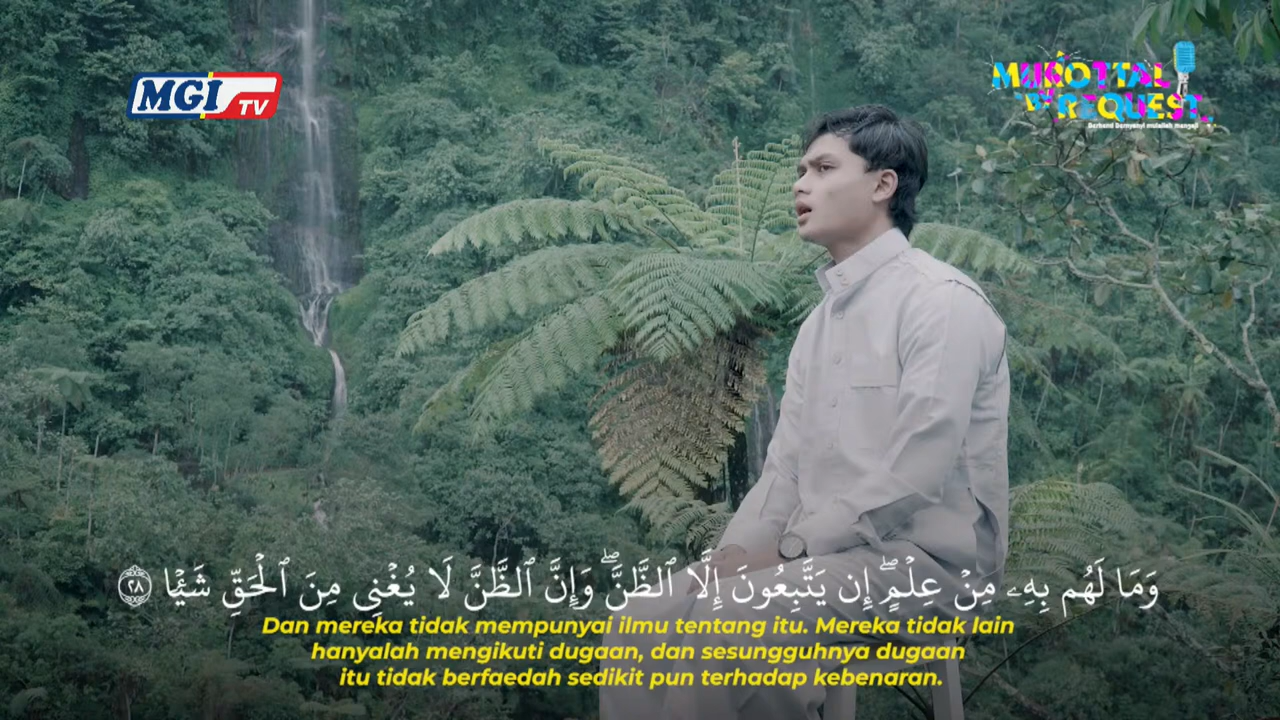 MGI TV
MUROTTAL
by REQUEST
وَمَا لَهُم بِهِۦ مِنْ عِلْمٍ ۖ إِن يَتَّبِعُونَ إِلَّا ٱلظَّنَّ ۖ وَإِنَّ ٱلظَّنَّ لَا يُغْنِى مِنَ ٱلْحَقِّ شَيْـًٔا ٢٨
Dan mereka tidak mempunyai ilmu tentang itu. Mereka tidak lain
hanyalah mengikuti dugaan, dan sesungguhnya dugaan
itu tidak berfaedah sedikit pun terhadap kebenaran.